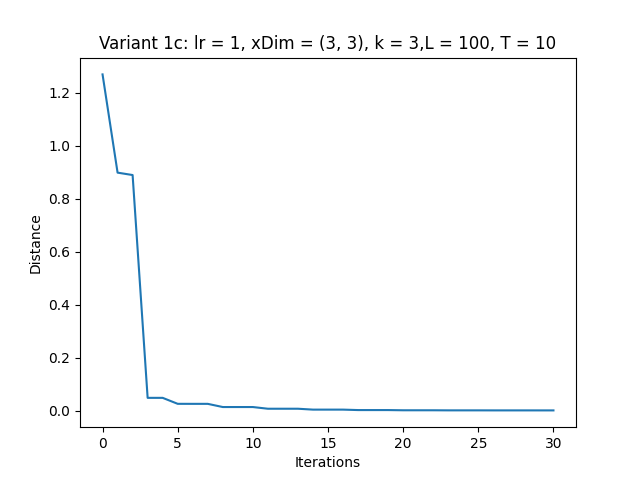 Variant 1c: lr = 1, xDim = (3, 3), k = 3,L = 100, T = 10
1.2
1.0
0.8
0.6
0.4
0.2
0.0
Distance
0 5 10 15 20 25 30
Iterations